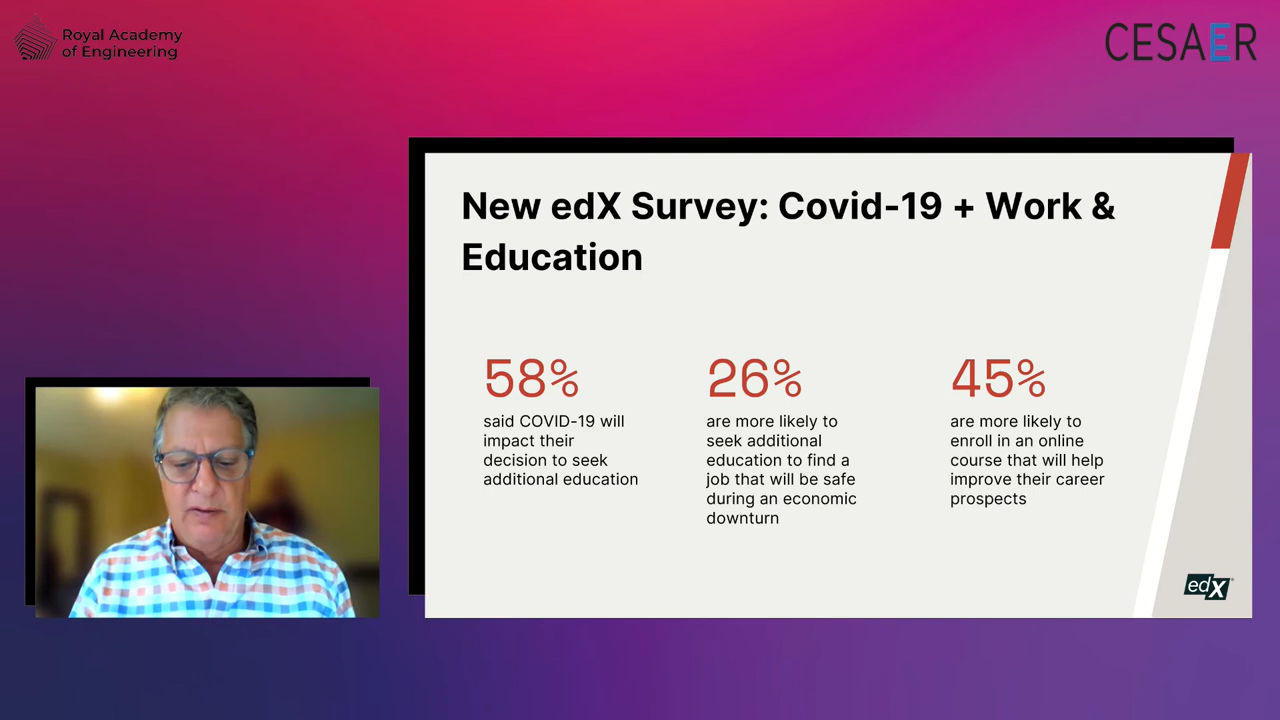 Royal Academy
of Engineering
CESAER
New edX Survey: Covid-19 + Work &
Education
58%
said COVID-19 will
impact their
decision to seek
additional education
26%
are more likely to
seek additional
education to find a
job that will be safe
during an economic
downturn
45%
are more likely to
enroll in an online
course that will help
improve their career
prospects
edX